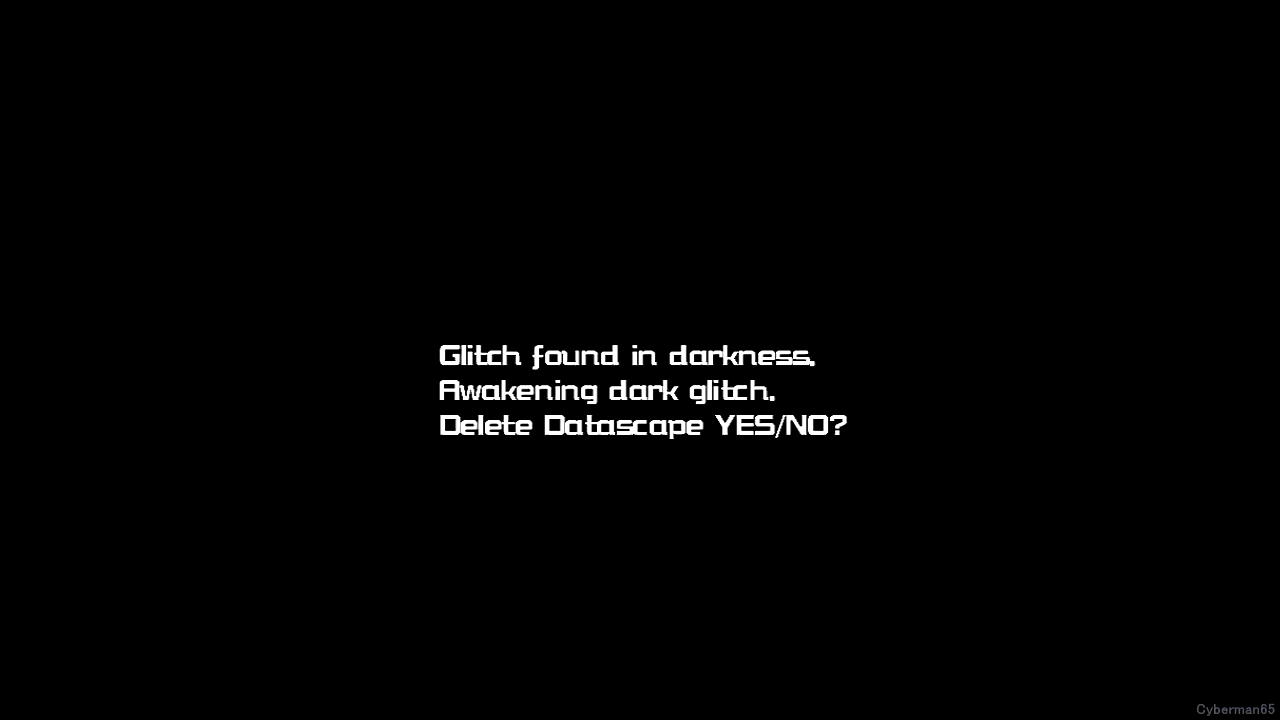 Glitch found in darkness.
Awakening dark glitch.
Delete Datascape YES/NO?
Cyberman65